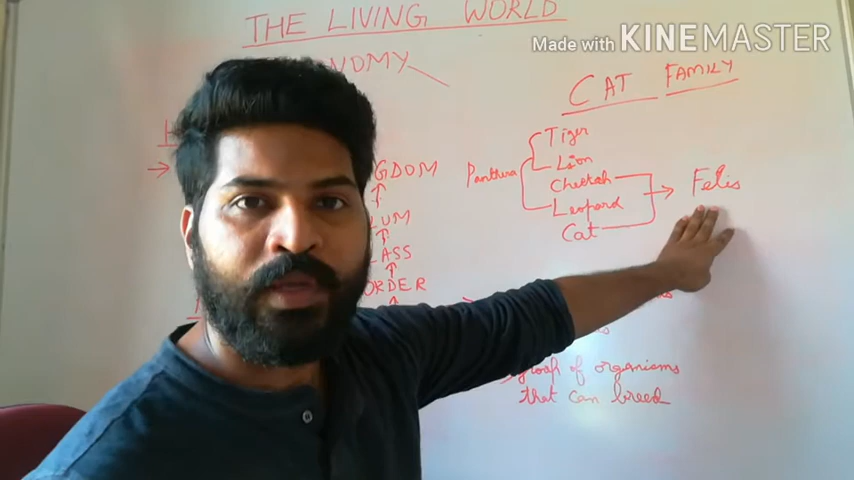 THE LIVING WORLD
Made with KINEMASTER
NOMY
CAT FAMILY
Tiger
Lion
Panthera
Cheetah
Leopard
Cat
Felis
GDOM
LUM
LASS
ORDER
group of organisms
that can breed